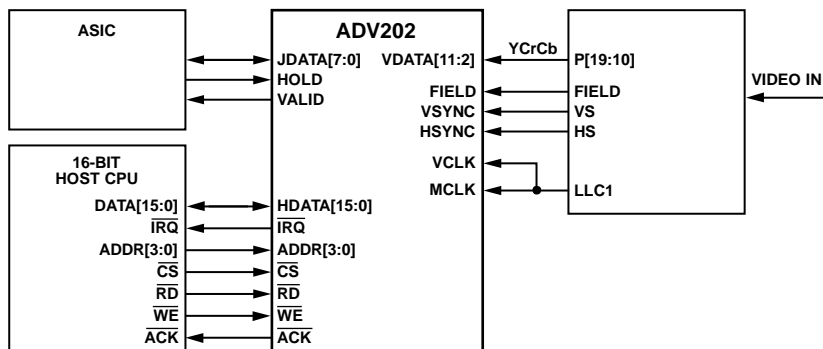 ASIC
ADV202
JDATA[7:0]
HOLD
VALID
VDATA[11:2]
FIELD
VSYNC
HSYNC
VCLK
MCLK
YCrCb
P[19:10]
FIELD
VS
HS
LLC1
VIDEO IN
16-BIT
HOST CPU
DATA[15:0]
IRQ
ADDR[3:0]
CS
RD
WE
ACK
HDATA[15:0]
IRQ
ADDR[3:0]
CS
RD
WE
ACK